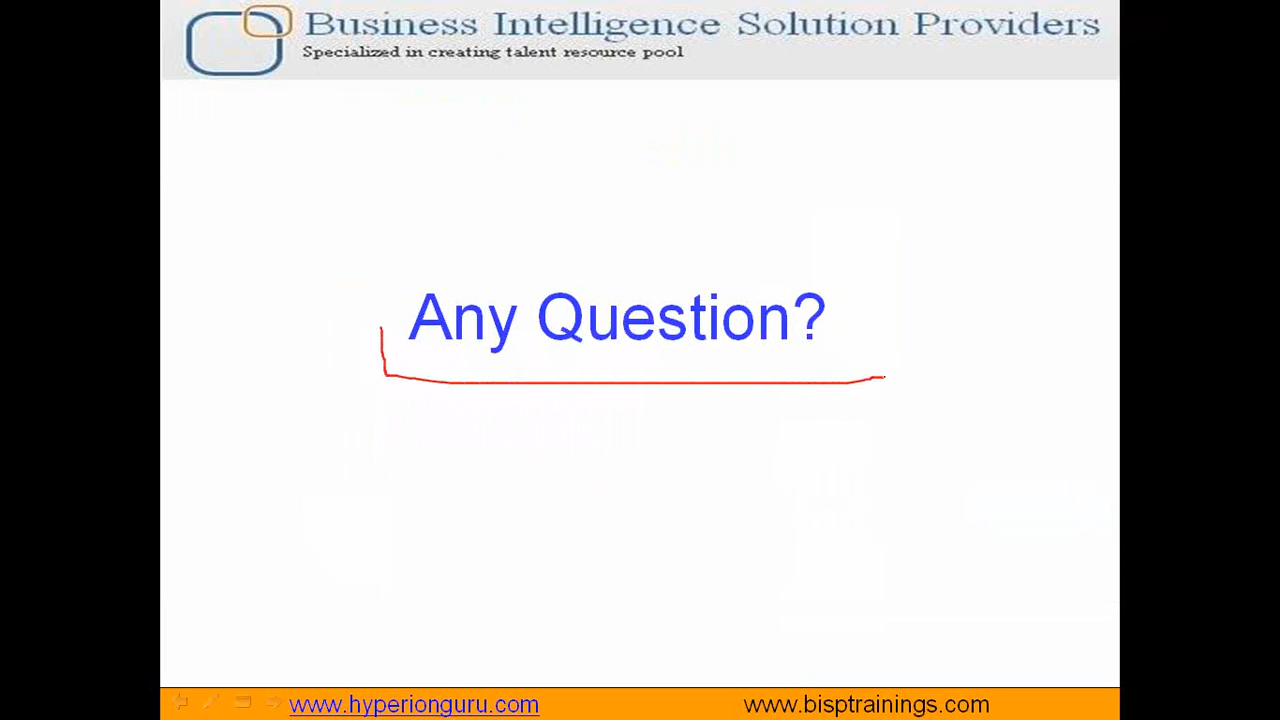 Business Intelligence Solution Providers
Specialized in creating talent resource pool
Any Question?
www.hyperionguru.com
www.bisptrainings.com